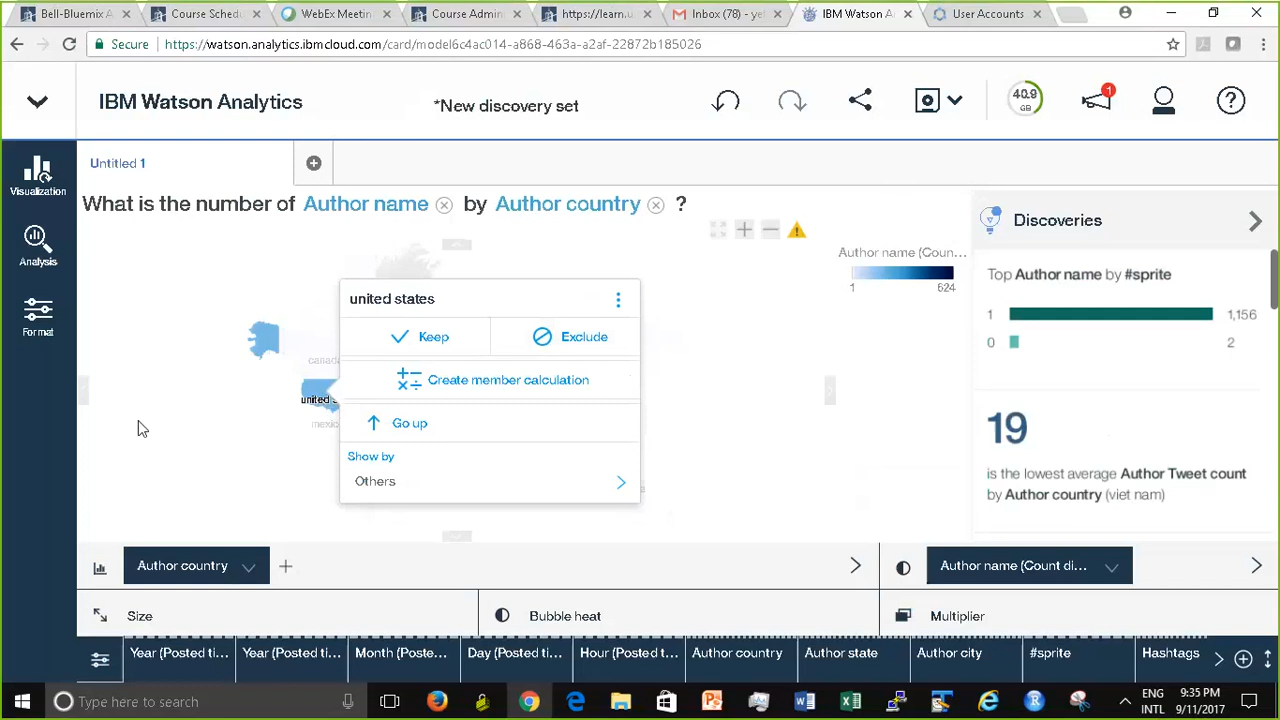 Bell-Bluemix A
Course Sched
WebEx Meetin
Course Admin
https://learn.u
Inbox (78) - ye
IBM Watson A
User Accounts
Secure
https://watson.analytics.ibmcloud.com/card/model6c4ac014-a868-463a-a2af-22872b185026
IBM Watson Analytics
*New discovery set
40.9
GB
1
Visualization
Analysis
Format
Untitled 1
What is the number of Author name by Author country ?
Author name (Coun...
1
624
canada
united s
mexic
united states
Keep
Exclude
Create member calculation
Go up
Show by
Others
Discoveries
Top Author name by #sprite
1
1,156
0
2
19
is the lowest average Author Tweet count
by Author country (viet nam)
Author country
Author name (Count di...
Size
Bubble heat
Multiplier
Year (Posted ti...
Year (Posted ti...
Month (Poste...
Day (Posted ti...
Hour (Posted ti...
Author country
Author state
Author city
#sprite
Hashtags
Type here to search
ENG
INTL
9:35 PM
9/11/2017